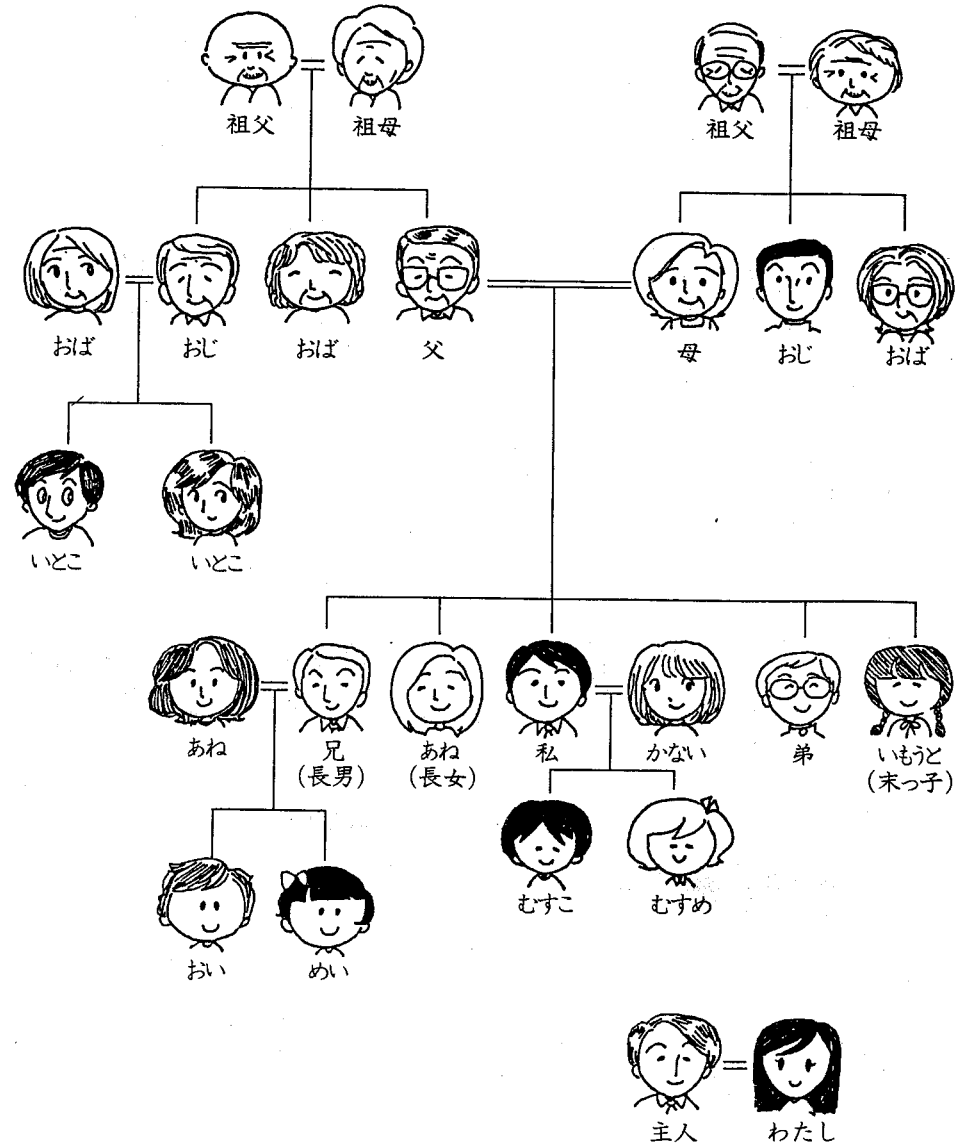 祖父
祖母
祖父
祖母
おば
おじ
おば
父
母
おじ
おば
いとこ
いとこ
あね
兄
(長男)
あね
(長女)
私
かない
弟
いもうと
(末っ子)
むすこ
むすめ
おい
めい
主人
わたし